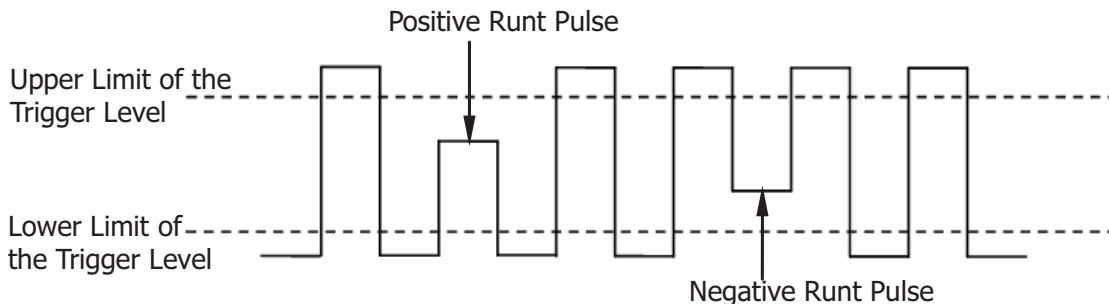 Positive Runt Pulse
Upper Limit of the
Trigger Level
Lower Limit of
the Trigger Level
Negative Runt Pulse